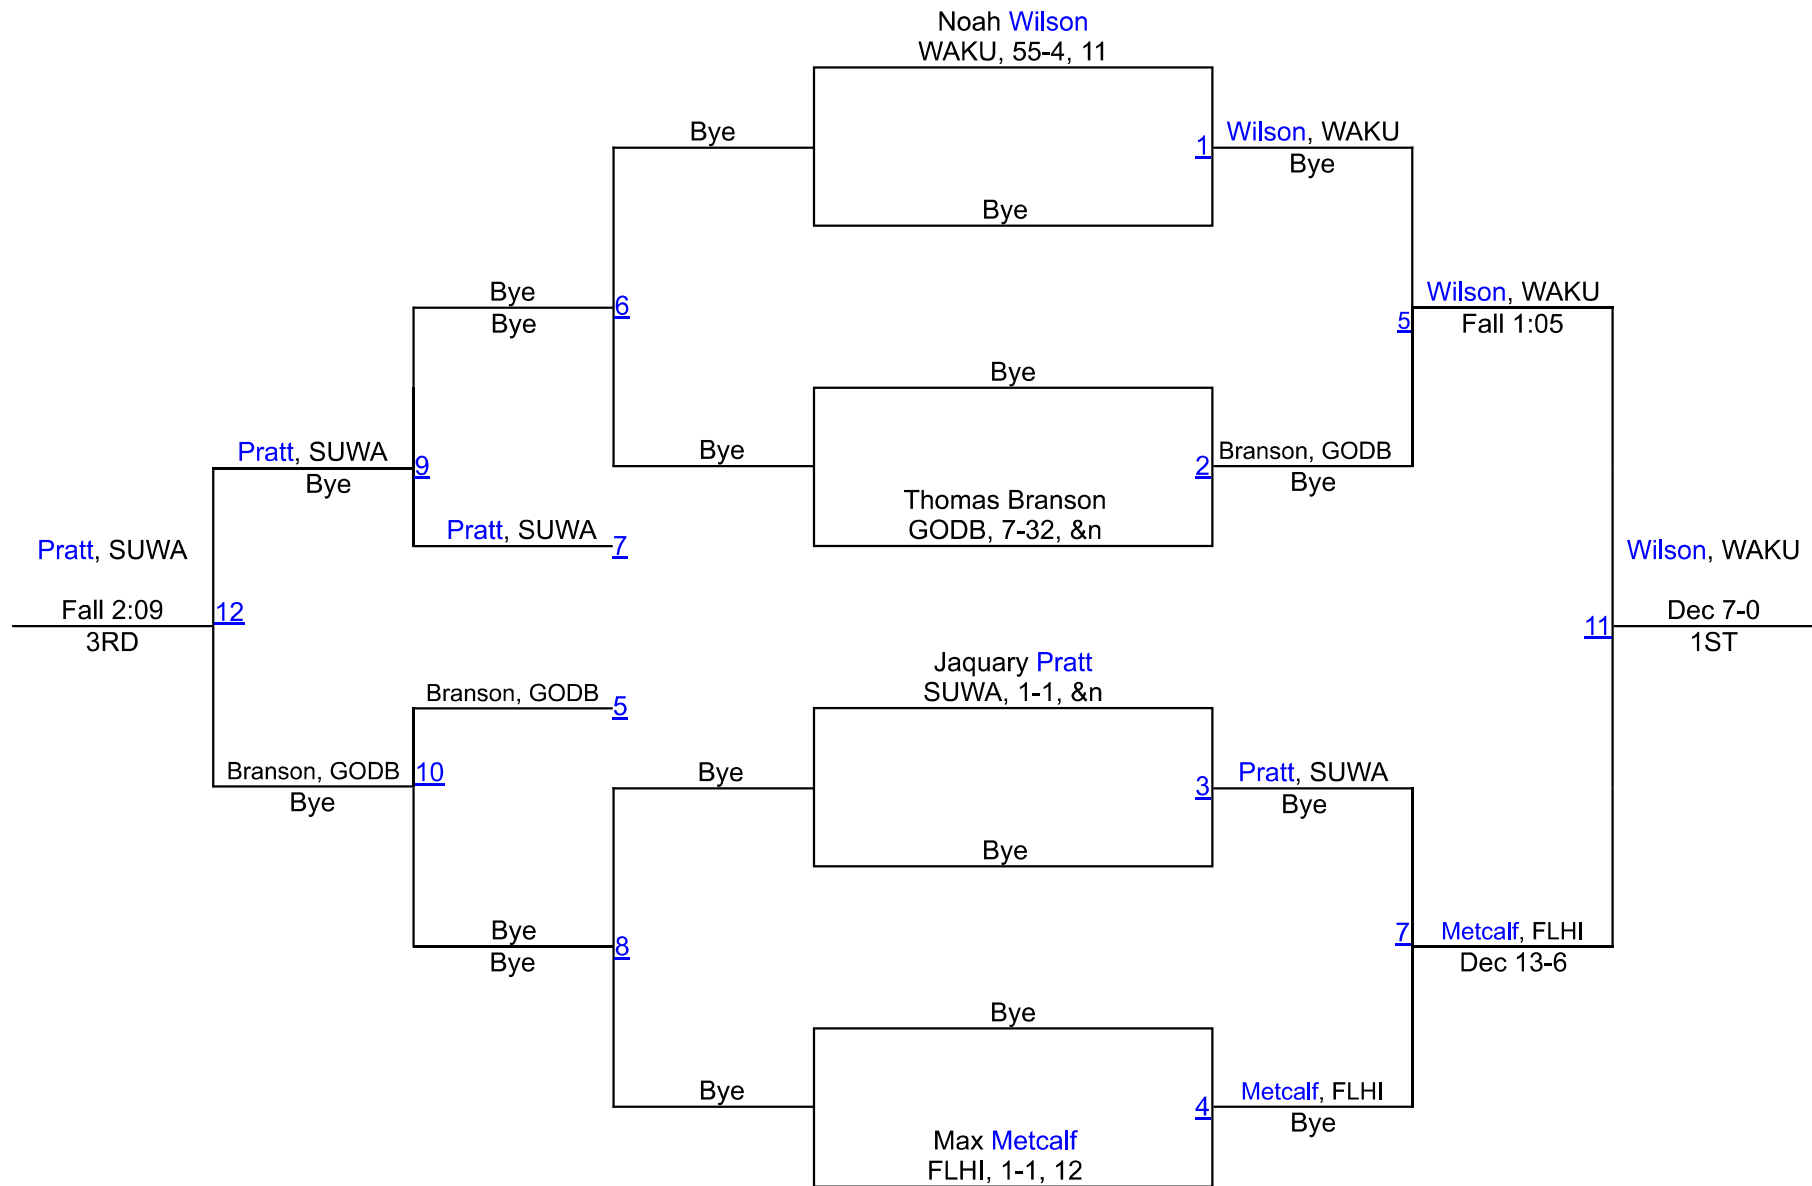 Noah Wilson
WAKU, 55-4, 11
Bye
1
Wilson, WAKU
Bye
Bye
Bye
Bye
6
Wilson, WAKU
Fall 1:05
5
Bye
Pratt, SUWA
Bye
9
Bye
2
Branson, GODB
Bye
Thomas Branson
GODB, 7-32, &n
Pratt, SUWA
7
Pratt, SUWA
Fall 2:09
3RD
12
Wilson, WAKU
Dec 7-0
1ST
11
Jaquary Pratt
SUWA, 1-1, &n
Branson, GODB
5
Branson, GODB
Bye
10
Bye
3
Pratt, SUWA
Bye
Bye
Bye
Bye
8
7
Metcalf, FLHI
Dec 13-6
Bye
Bye
4
Metcalf, FLHI
Bye
Max Metcalf
FLHI, 1-1, 12